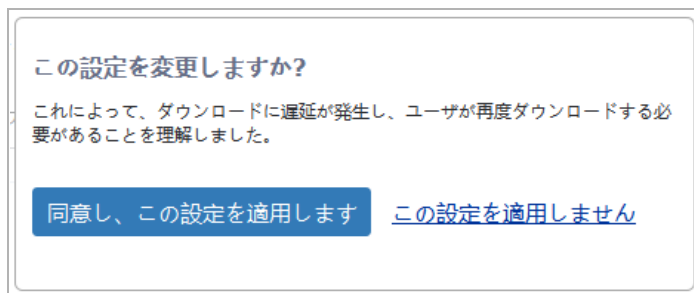 この設定を変更しますか?
これによって、ダウンロードに遅延が発生し、ユーザが再度ダウンロードする必
要があることを理解しました。
同意し、この設定を適用します
この設定を適用しません